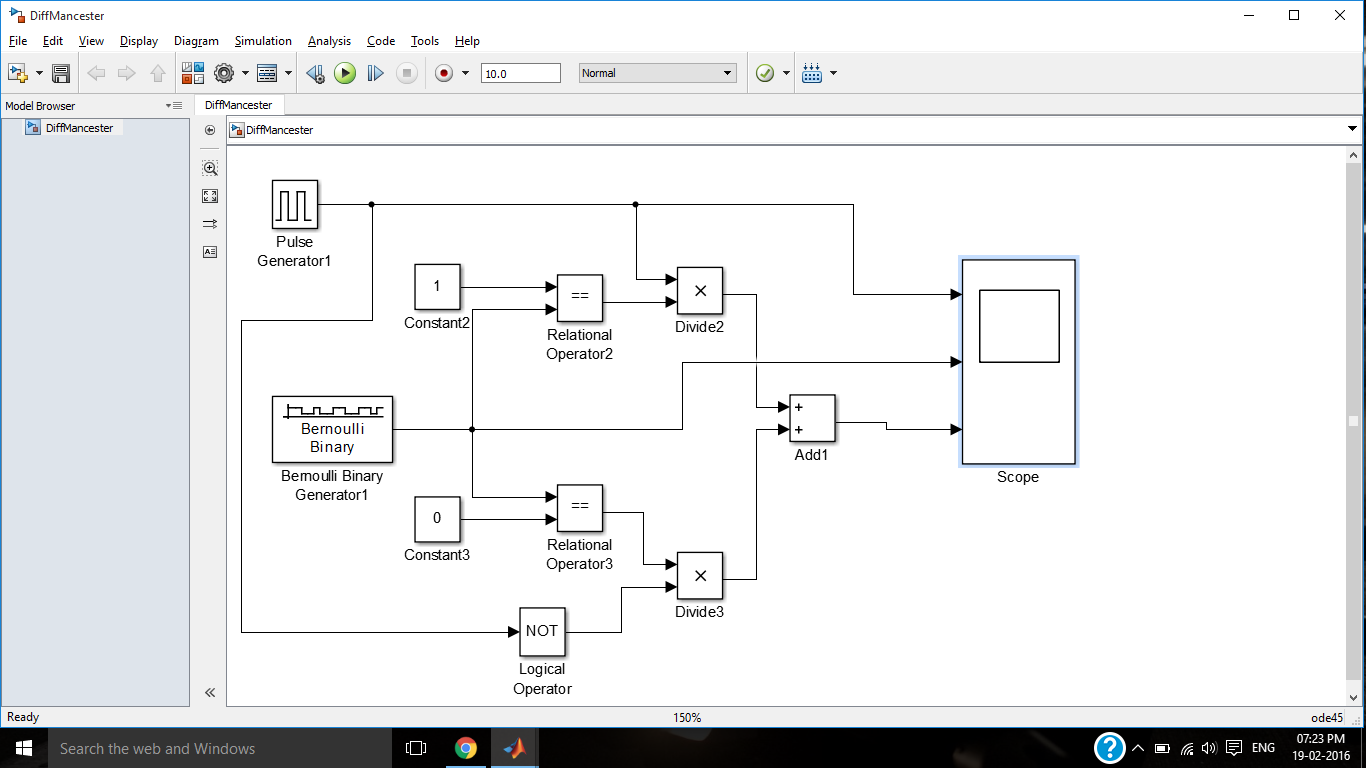 DiffMancester
File Edit View Display Diagram Simulation Analysis Code Tools Help
10.0 Normal
Model Browser
DiffMancester
DiffMancester
DiffMancester
Pulse
Generator1
1
Constant2
==
Relational
Operator2
×
Divide2
Bernoulli
Binary
Bernoulli Binary
Generator1
+
+
Add1
Scope
0
Constant3
==
Relational
Operator3
×
Divide3
NOT
Logical
Operator
Ready 150% ode45
Search the web and Windows
ENG
07:23 PM
19-02-2016